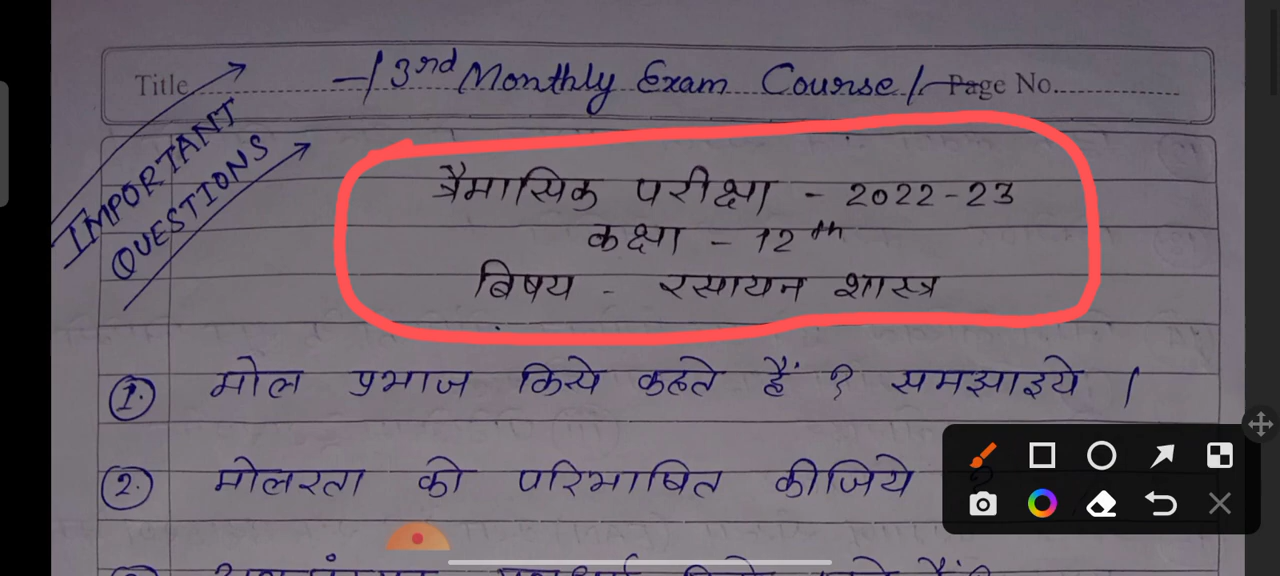 Title -/ 3rd Monthly Exam Course /- Page No.
IMPORTANT
QUESTIONS
त्रैमासिक परीक्षा - 2022-23
कक्षा - 12th
विषय - रसायन शास्त्र
1. मोल प्रभाज किसे कहते हैं ? समझाइये |
2. मोलरता को परिभाषित कीजिये